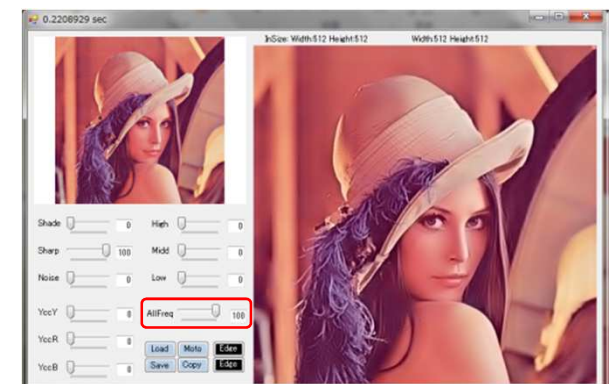 0.2208929 sec
InSize: Width:512 Height:512 Width:512 Height:512
Shade 0 High 0
Sharp 100 Midd 0
Noise 0 Low 0
YccY 0 AllFreq 100
YccR 0 Load Moto Edge
YccB 0 Save Copy Edge